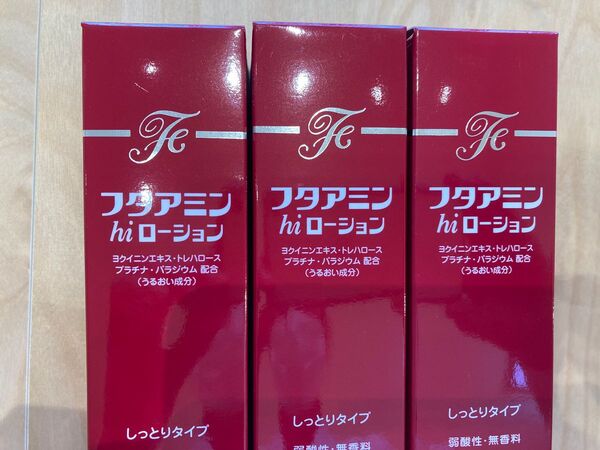 フタアミン
hiローション
ヨクイニンエキス・トレハロース
プラチナ・パラジウム 配合
(うるおい成分)
しっとりタイプ
フタアミン
hiローション
ヨクイニンエキス・トレハロース
プラチナ・パラジウム 配合
(うるおい成分)
しっとりタイプ
弱酸性・無香料
フタアミン
hiローション
ヨクイニンエキス・トレハロース
プラチナ・パラジウム 配合
(うるおい成分)
しっとりタイプ
弱酸性・無香料